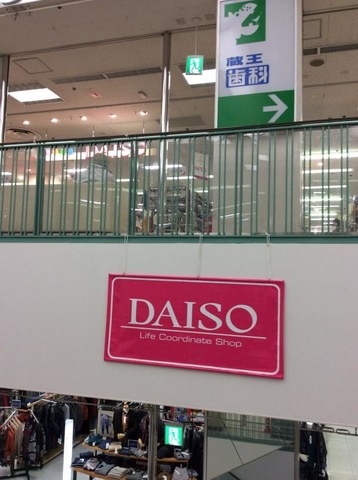 蔵王
歯科
DAISO
Life Coordinate Shop